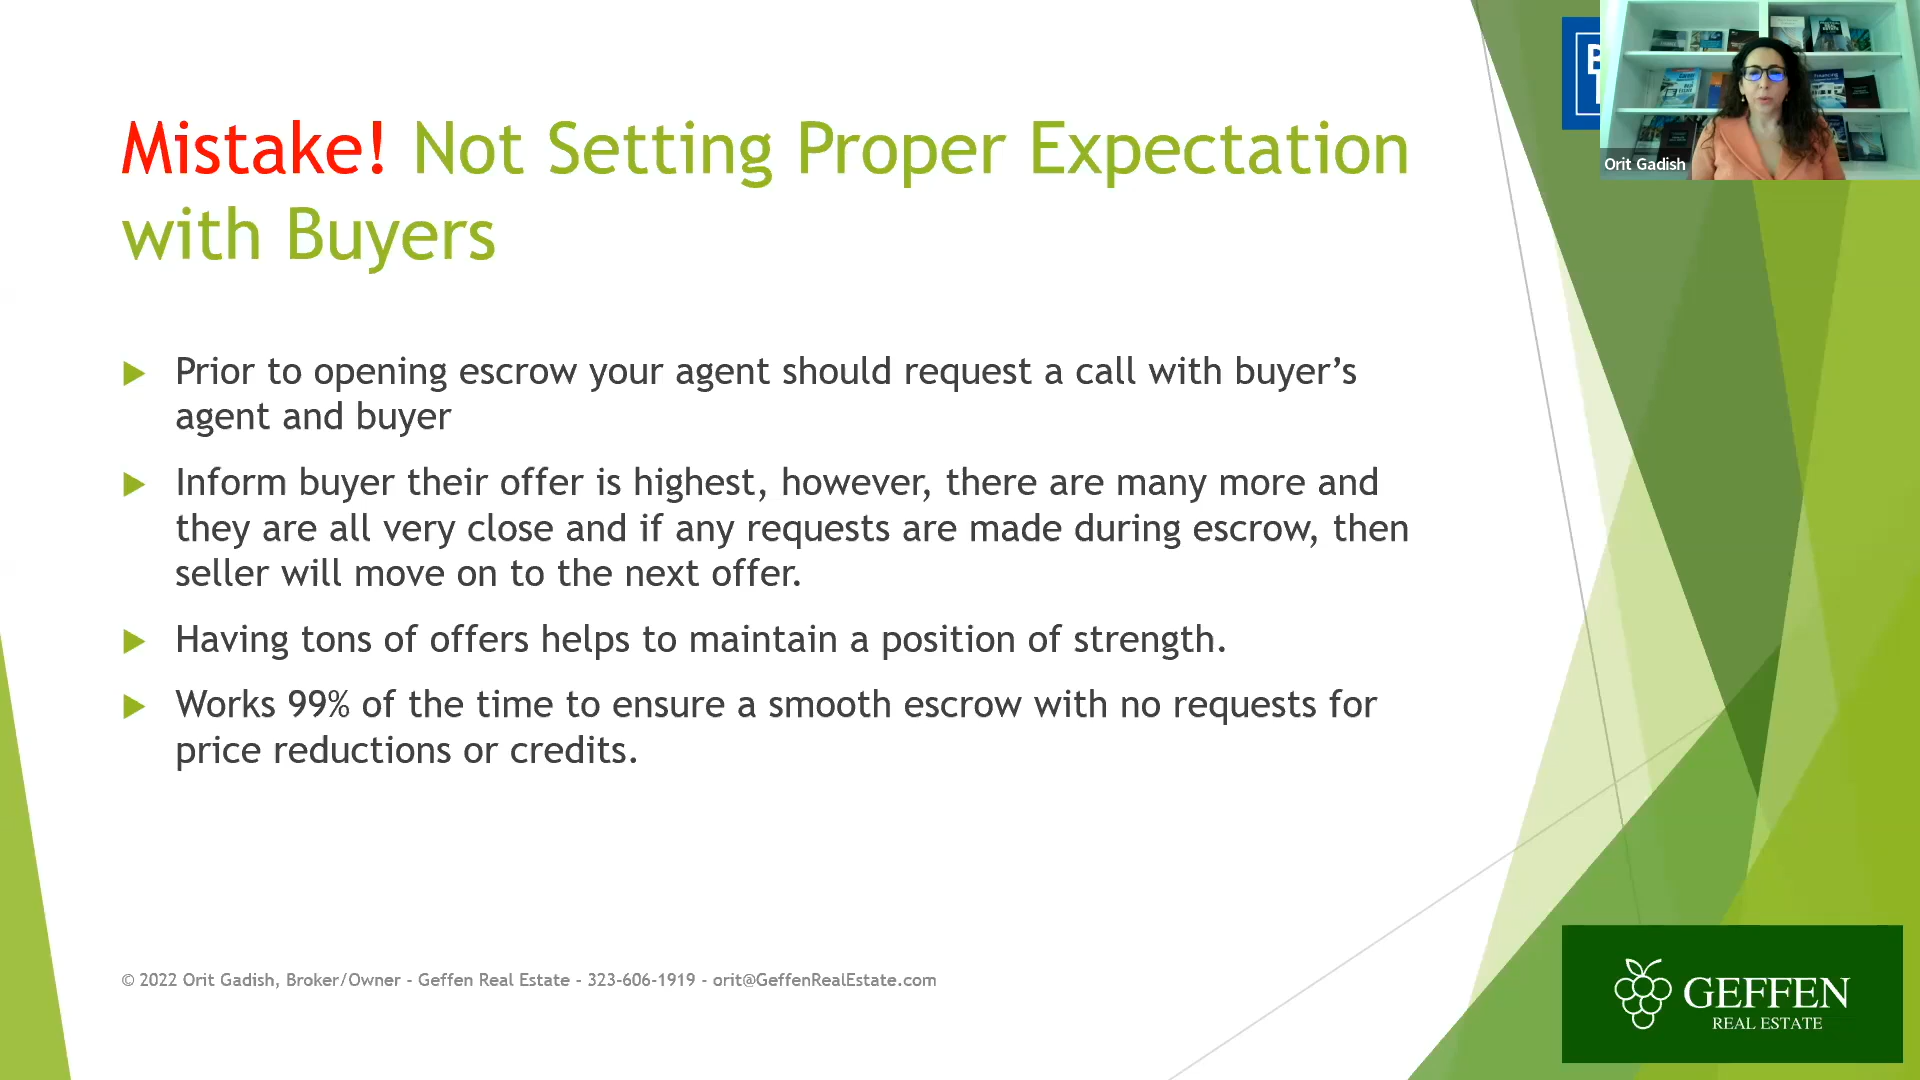 Mistake! Not Setting Proper Expectation
with Buyers
Orit Gadish
Prior to opening escrow your agent should request a call with buyer’s
agent and buyer
Inform buyer their offer is highest, however, there are many more and
they are all very close and if any requests are made during escrow, then
seller will move on to the next offer.
Having tons of offers helps to maintain a position of strength.
Works 99% of the time to ensure a smooth escrow with no requests for
price reductions or credits.
© 2022 Orit Gadish, Broker/Owner - Geffen Real Estate - 323-606-1919 - orit@GeffenRealEstate.com
GEFFEN
REAL ESTATE